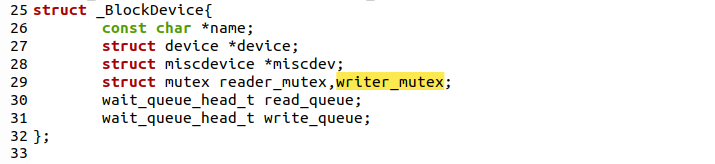 25 struct _BlockDevice{
26         const char *name;
27         struct device *device;
28         struct miscdevice *miscdev;
29         struct mutex reader_mutex,writer_mutex;
30         wait_queue_head_t read_queue;
31         wait_queue_head_t write_queue;
32 };
33